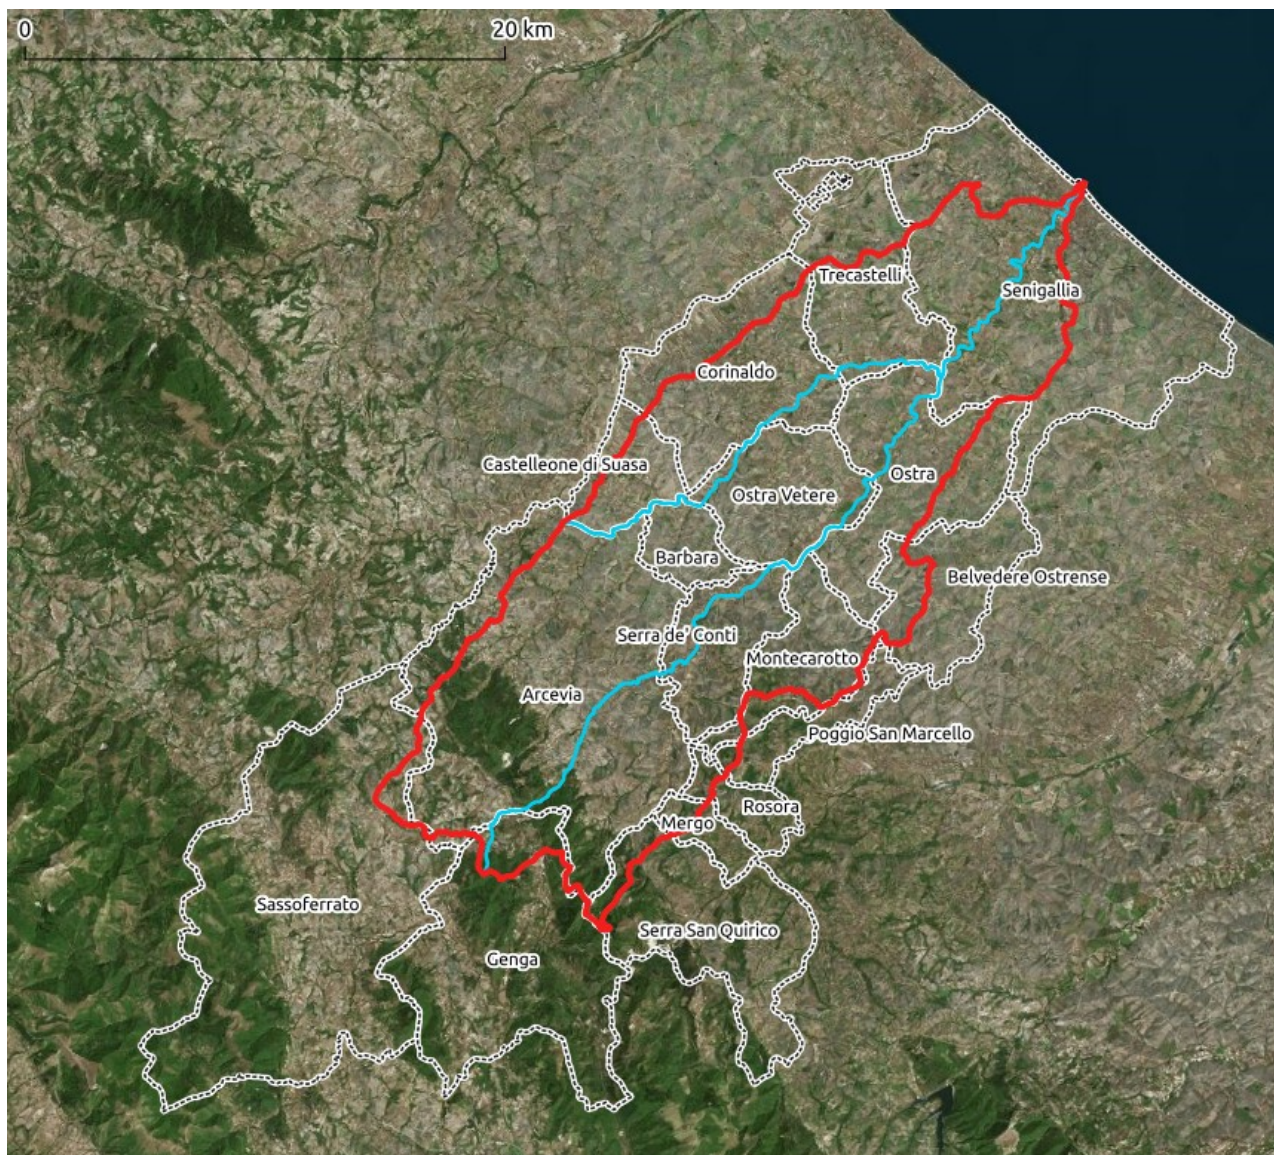 0 20 km
Trecastelli
Senigallia
Corinaldo
Castelleone di Suasa
Ostra
Ostra Vetere
Barbara
Belvedere Ostrense
Serra de' Conti
Montecarotto
Arcevia
Poggio San Marcello
Rosora
Mergo
Sassoferrato
Serra San Quirico
Genga